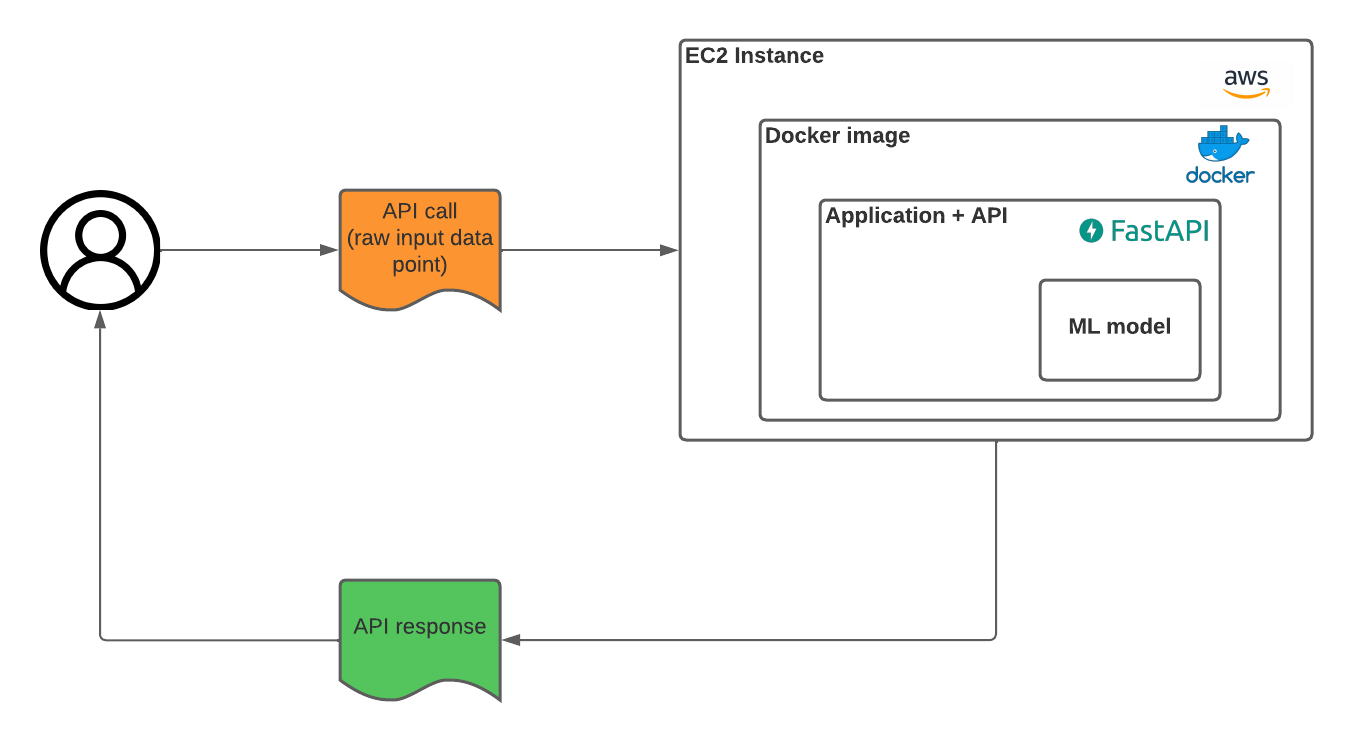 EC2 Instance
aws
Docker image
docker
Application + API
FastAPI
ML model
API call
(raw input data
point)
API response